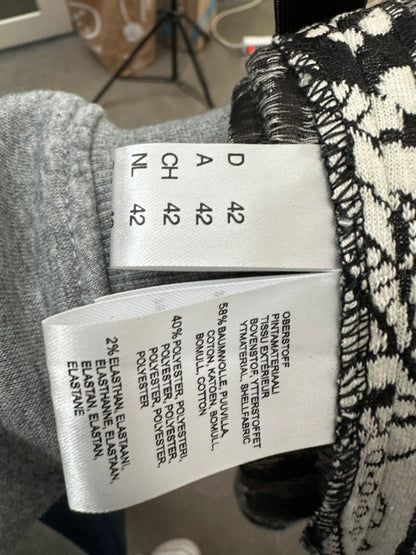 D 42
A 42
CH 42
NL 42
OBERSTOFF
PINTAMATERIAALI
TISSU EXTERIEUR
BOVENSTOF, YTTERSTOFFET
YTMATERIAL, SHELLFABRIC
58% BAUMWOLLE, PUUVILLA,
COTON, KATOEN, BOMULL,
BOMULL, COTTON
40% POLYESTER, POLYESTERI,
POLYESTER, POLYESTER,
POLYESTER, POLYESTER,
POLYESTER
2% ELASTHAN, ELASTAANI,
ELASTHANNE, ELASTAAN,
ELASTAN, ELASTAN,
ELASTANE